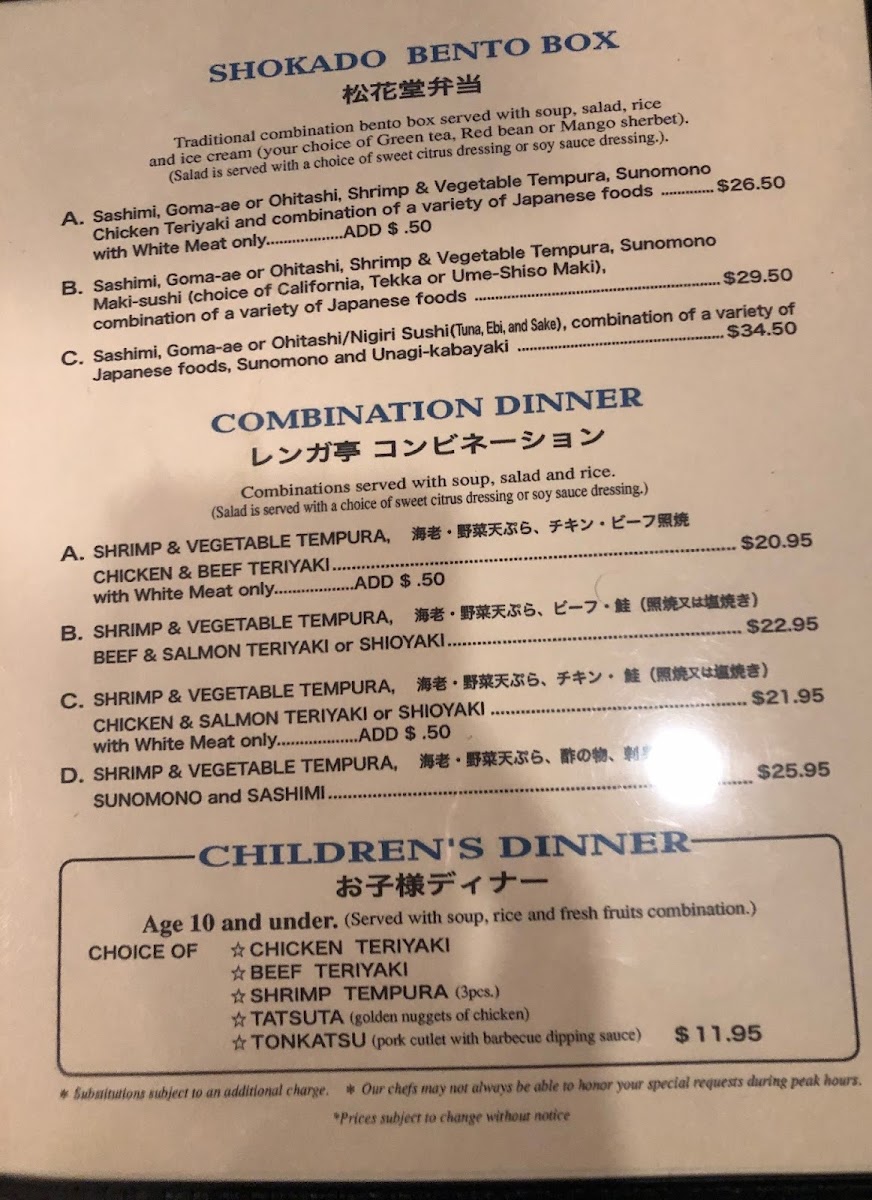 SHOKADO BENTO BOX
松花堂弁当
Traditional combination bento box served with soup, salad, rice
and ice cream (your choice of Green tea, Red bean or Mango sherbet).
(Salad is served with a choice of sweet citrus dressing or soy sauce dressing.).
A. Sashimi, Goma-ae or Ohitashi, Shrimp & Vegetable Tempura, Sunomono
Chicken Teriyaki and combination of a variety of Japanese foods ............. $26.50
with White Meat only...................ADD $ .50
B. Sashimi, Goma-ae or Ohitashi, Shrimp & Vegetable Tempura, Sunomono
Maki-sushi (choice of California, Tekka or Ume-Shiso Maki),
combination of a variety of Japanese foods ............................................................. $29.50
C. Sashimi, Goma-ae or Ohitashi/Nigiri Sushi(Tuna, Ebi, and Sake), combination of a variety of
Japanese foods, Sunomono and Unagi-kabayaki .................................................... $34.50
COMBINATION DINNER
レンガ亭 コンビネーション
Combinations served with soup, salad and rice.
(Salad is served with a choice of sweet citrus dressing or soy sauce dressing.)
A. SHRIMP & VEGETABLE TEMPURA, 海老・野菜天ぷら、チキン・ビーフ照焼
CHICKEN & BEEF TERIYAKI.................................................................................. $20.95
with White Meat only...................ADD $ .50
B. SHRIMP & VEGETABLE TEMPURA, 海老・野菜天ぷら、ビーフ・鮭（照焼又は塩焼き）
BEEF & SALMON TERIYAKI or SHIOYAKI............................................................ $22.95
C. SHRIMP & VEGETABLE TEMPURA, 海老・野菜天ぷら、チキン・ 鮭（照焼又は塩焼き）
CHICKEN & SALMON TERIYAKI or SHIOYAKI .................................................... $21.95
with White Meat only...................ADD $ .50
D. SHRIMP & VEGETABLE TEMPURA, 海老・野菜天ぷら、酢の物、
SUNOMONO and SASHIMI.................................................................................... $25.95
CHILDREN'S DINNER
お子様ディナー
Age 10 and under. (Served with soup, rice and fresh fruits combination.)
CHOICE OF ☆ CHICKEN TERIYAKI
☆ BEEF TERIYAKI
☆ SHRIMP TEMPURA (3pcs.)
☆ TATSUTA (golden nuggets of chicken)
☆ TONKATSU (pork cutlet with barbecue dipping sauce) $ 11.95
* Substitutions subject to an additional charge. * Our chefs may not always be able to honor your special requests during peak hours.
*Prices subject to change without notice